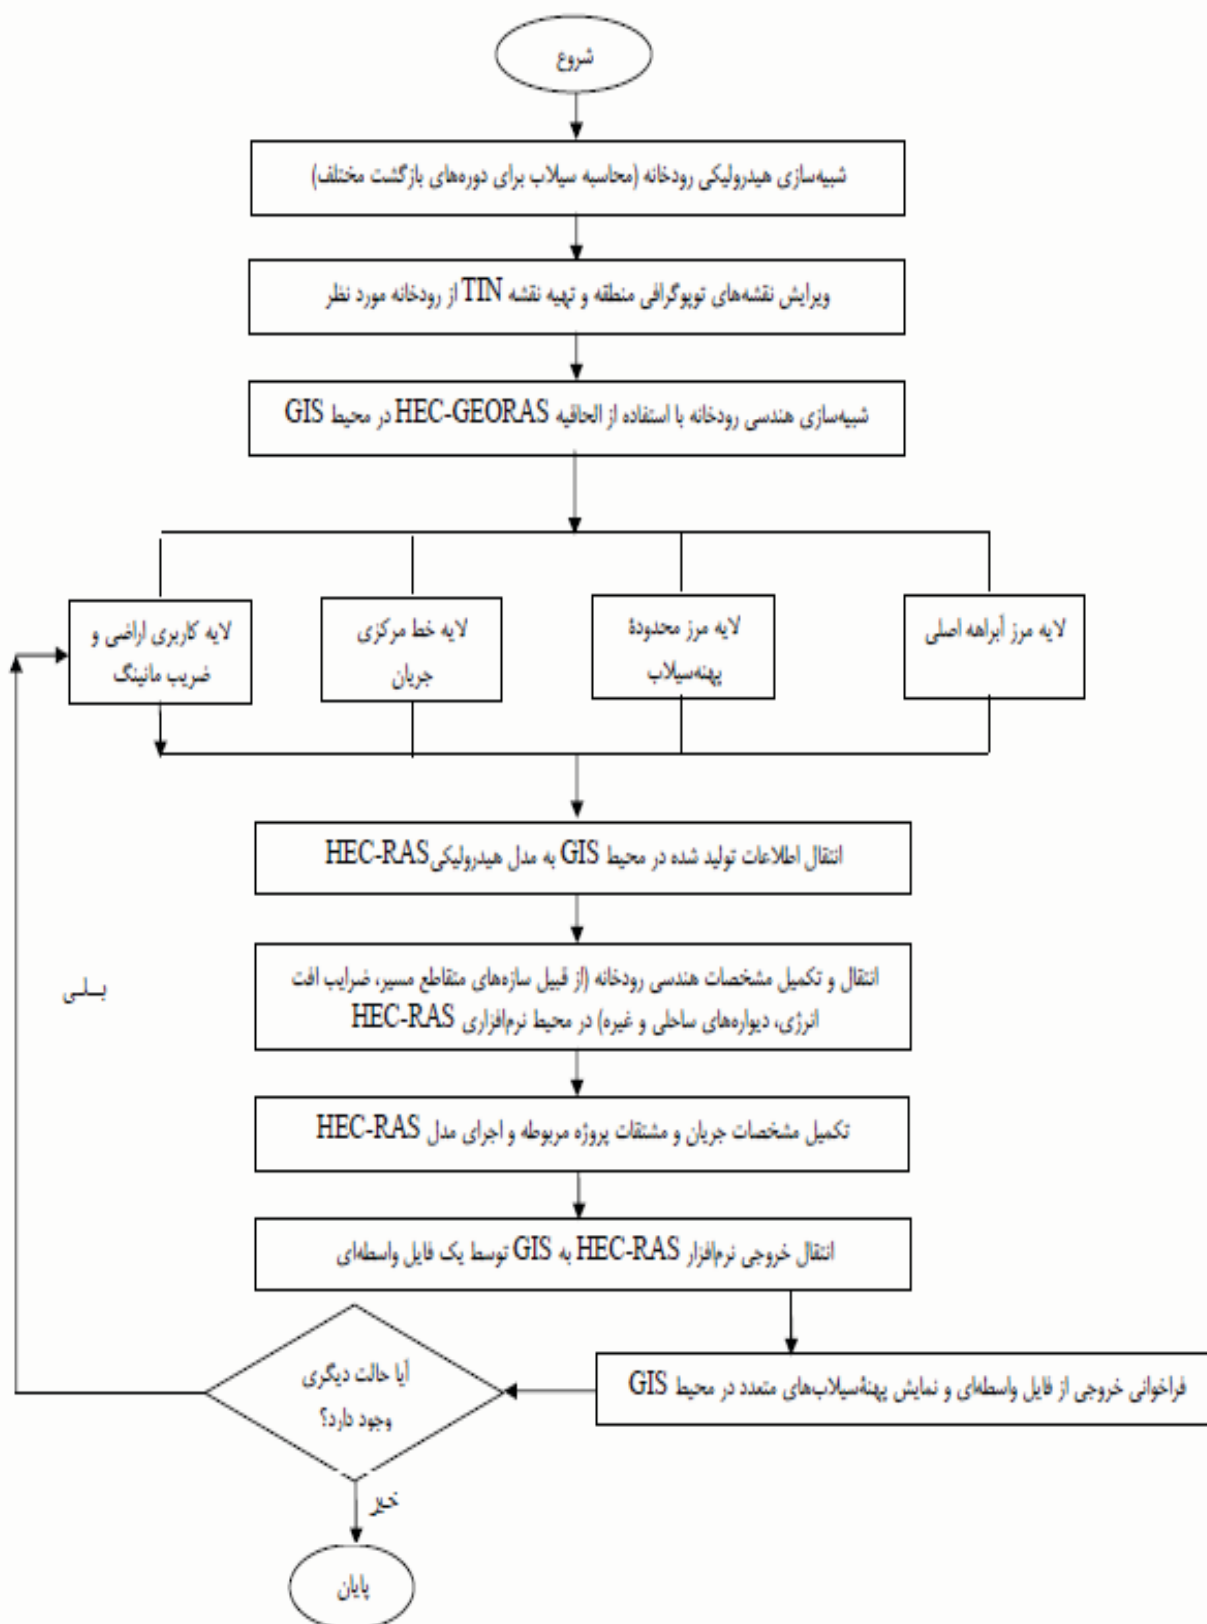 شروع
شبیه‌سازی هیدرولیکی رودخانه (محاسبه سیلاب برای دوره‌های بازگشت مختلف)
ویرایش نقشه‌های توپوگرافی منطقه و تهیه نقشه TIN از رودخانه مورد نظر
شبیه‌سازی هندسی رودخانه با استفاده از الحاقیه HEC-GEORAS در محیط GIS
لایه مرز آبراهه اصلی
لایه مرز محدودهٔ
پهنه‌سیلاب
لایه خط مرکزی
جریان
لایه کاربری اراضی و
ضریب مانینگ
انتقال اطلاعات تولید شده در محیط GIS به مدل هیدرولیکی HEC-RAS
انتقال و تکمیل مشخصات هندسی رودخانه (از قبیل سازه‌های متقاطع مسیر، ضرایب افت
انرژی، دیواره‌های ساحلی و غیره) در محیط نرم‌افزاری HEC-RAS
تکمیل مشخصات جریان و مشتقات پروژه مربوطه و اجرای مدل HEC-RAS
انتقال خروجی نرم‌افزار HEC-RAS به GIS توسط یک فایل واسطه‌ای
فراخوانی خروجی از فایل واسطه‌ای و نمایش پهنهٔ‌سیلاب‌های متعدد در محیط GIS
آیا حالت دیگری
وجود دارد؟
بـلـی
خیر
پایان